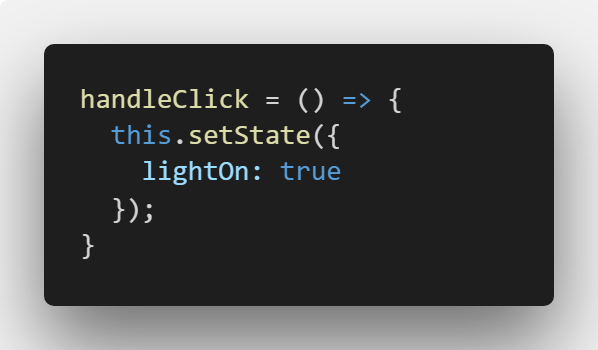 handleClick = () => {
  this.setState({
    lightOn: true
  });
}